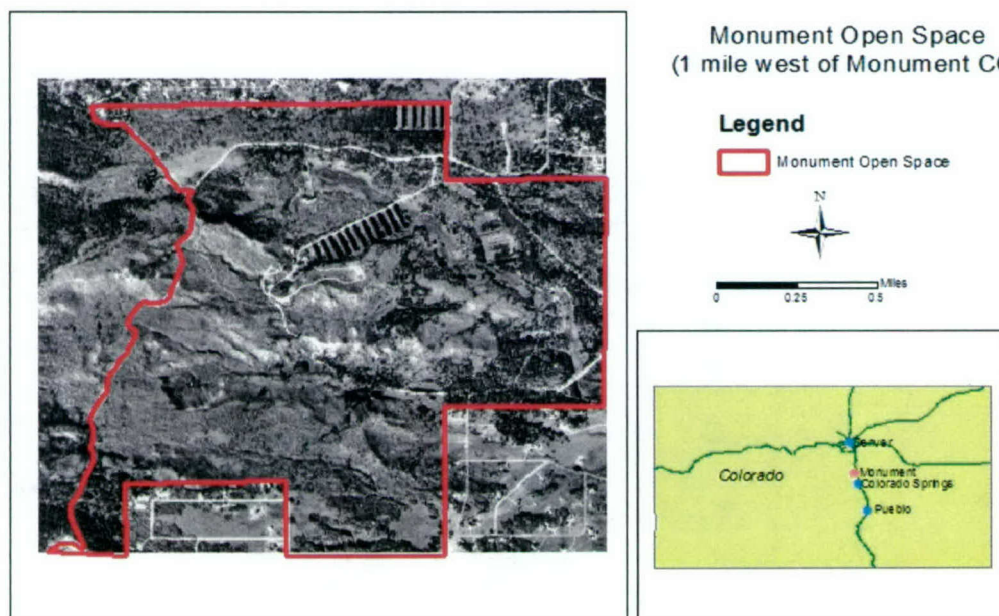 Monument Open Space
(1 mile west of Monument CO
Legend
Monument Open Space
N
Miles
0 0.25 0.5
Denver
Colorado
Monument
Colorado Springs
Pueblo